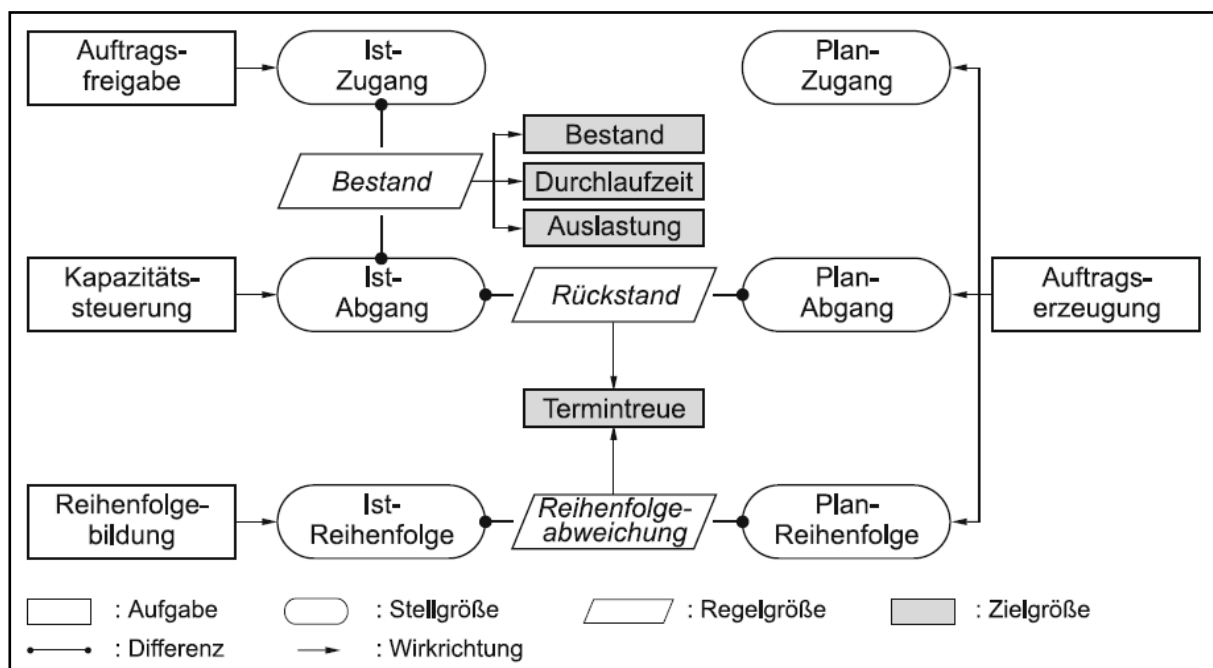 Auftrags-
freigabe
Ist-
Zugang
Plan-
Zugang
Bestand
Bestand
Durchlaufzeit
Auslastung
Kapazitäts-
steuerung
Ist-
Abgang
Rückstand
Plan-
Abgang
Auftrags-
erzeugung
Termintreue
Reihenfolge-
bildung
Ist-
Reihenfolge
Reihenfolge-
abweichung
Plan-
Reihenfolge
: Aufgabe
: Stellgröße
: Regelgröße
: Zielgröße
: Differenz
: Wirkrichtung